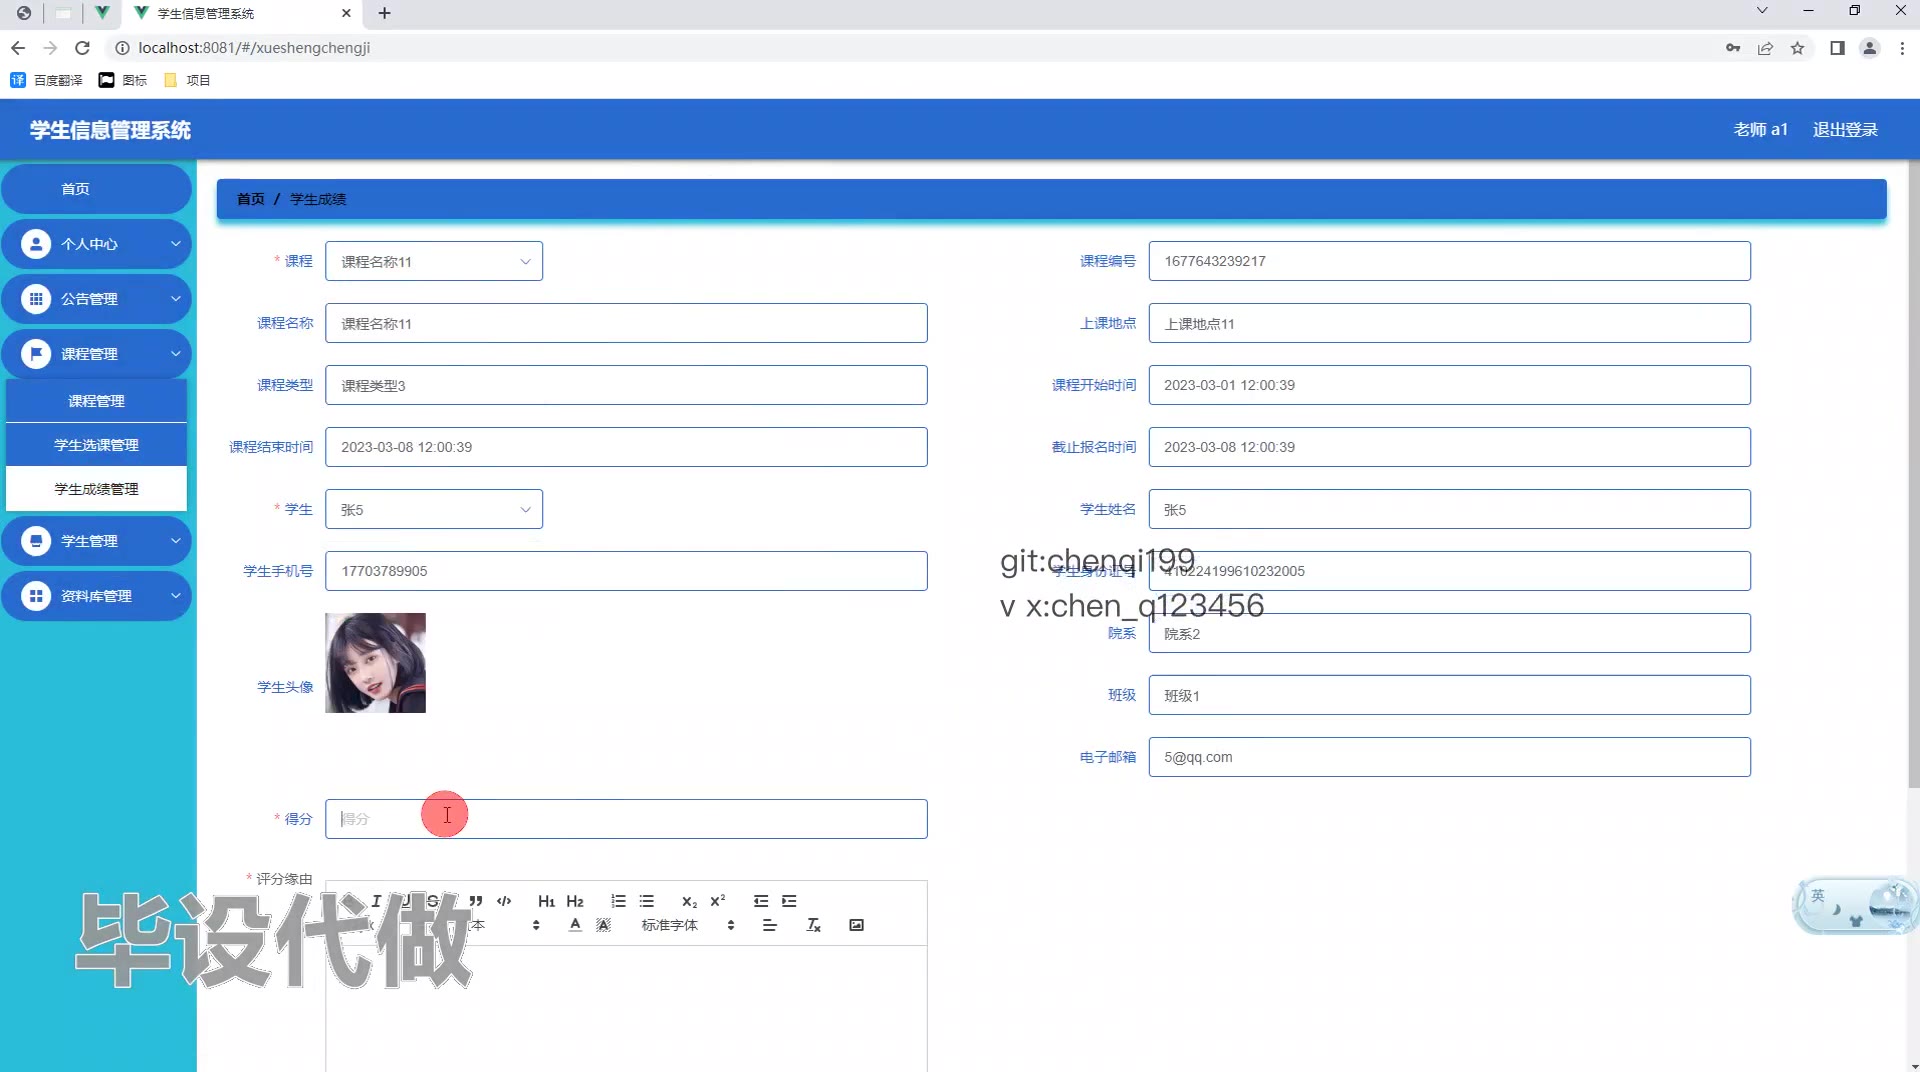 学生信息管理系统
localhost:8081/#/xueshengchengji
百度翻译 图标 项目
学生信息管理系统
老师 a1 退出登录
首页
个人中心
公告管理
课程管理
课程管理
学生选课管理
学生成绩管理
学生管理
资料库管理
首页 / 学生成绩
* 课程 课程名称11
课程编号 1677643239217
课程名称 课程名称11
上课地点 上课地点11
课程类型 课程类型3
课程开始时间 2023-03-01 12:00:39
课程结束时间 2023-03-08 12:00:39
截止报名时间 2023-03-08 12:00:39
* 学生 张5
学生姓名 张5
学生手机号 17703789905
学生身份证号 410224199610232005
git:chenqi199
v x:chen_q123456
院系 院系2
学生头像
班级 班级1
电子邮箱 5@qq.com
* 得分 得分
* 评分缘由
H1 H2
标准字体
毕设代做
英